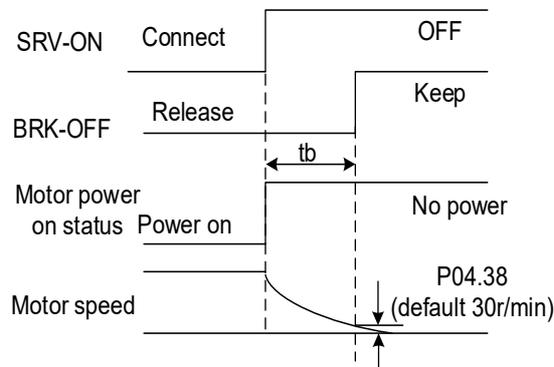 SRV-ON
Connect
OFF
BRK-OFF
Release
Keep
tb
Motor power
on status
Power on
No power
Motor speed
P04.38
(default 30r/min)